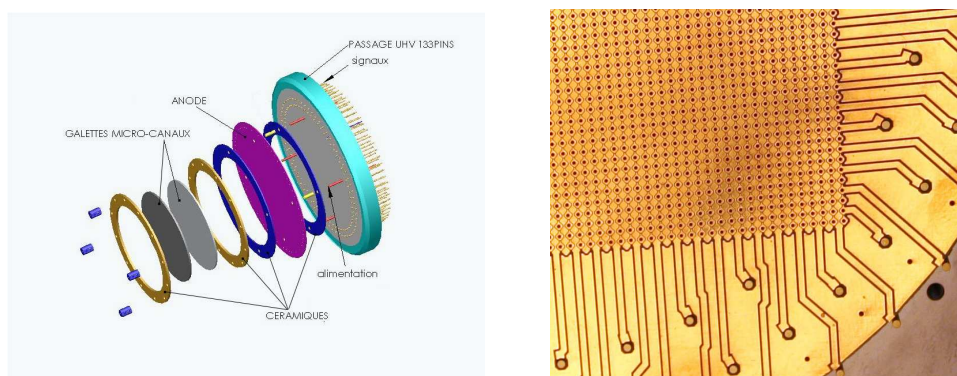 PASSAGE UHV 133PINS
signaux
ANODE
GALETTES MICRO-CANAUX
alimentation
CERAMIQUES